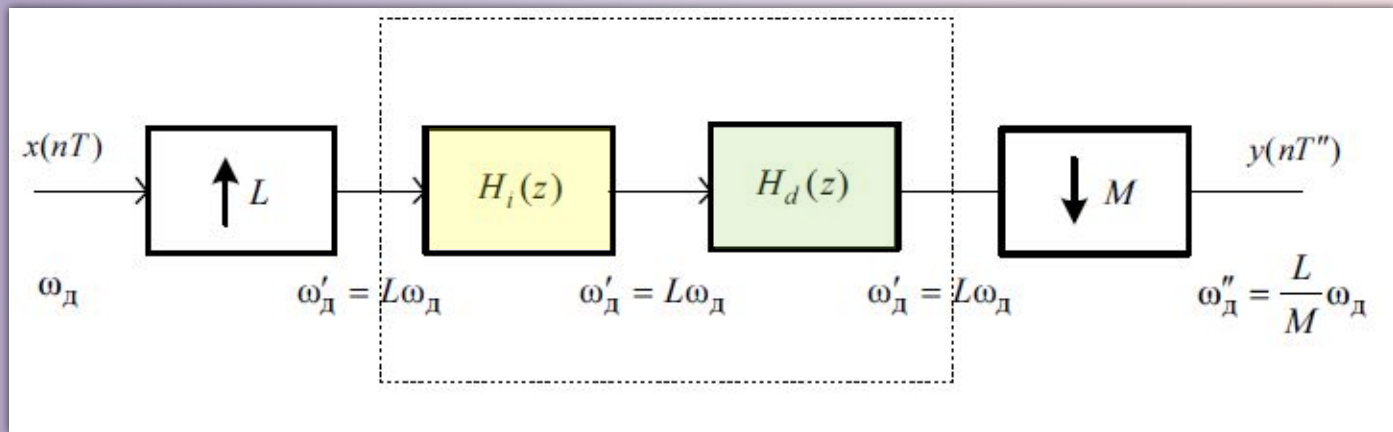 x(nT)
↑ L
H_i(z)
H_d(z)
↓ M
y(nT″)
ω_д
ω′_д = Lω_д
ω′_д = Lω_д
ω′_д = Lω_д
ω″_д = L/M ω_д